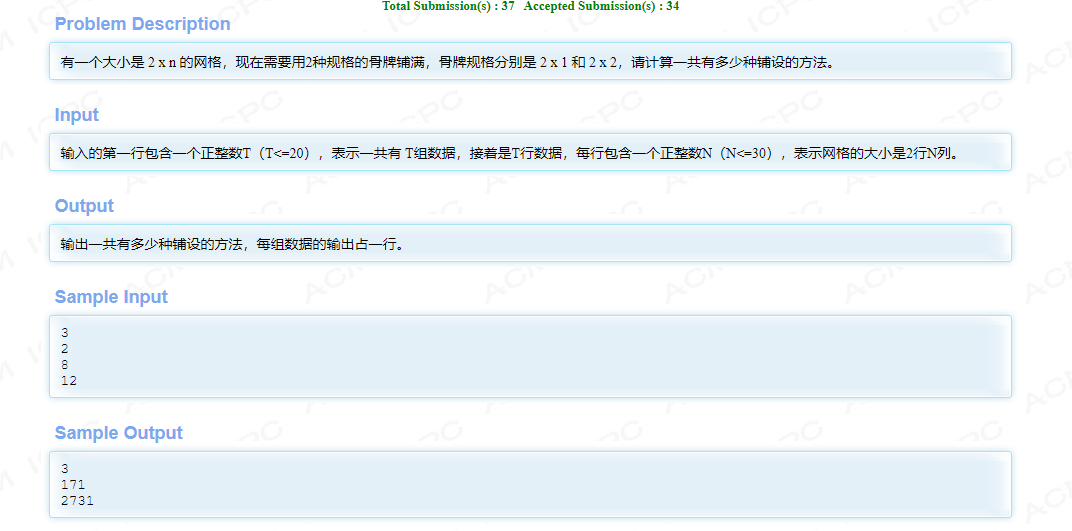 Total Submission(s) : 37   Accepted Submission(s) : 34
Problem Description
有一个大小是 2 x n 的网格，现在需要用2种规格的骨牌铺满，骨牌规格分别是 2 x 1 和 2 x 2，请计算一共有多少种铺设的方法。
Input
输入的第一行包含一个正整数T（T<=20），表示一共有 T组数据，接着是T行数据，每行包含一个正整数N（N<=30），表示网格的大小是2行N列。
Output
输出一共有多少种铺设的方法，每组数据的输出占一行。
Sample Input
3
2
8
12
Sample Output
3
171
2731